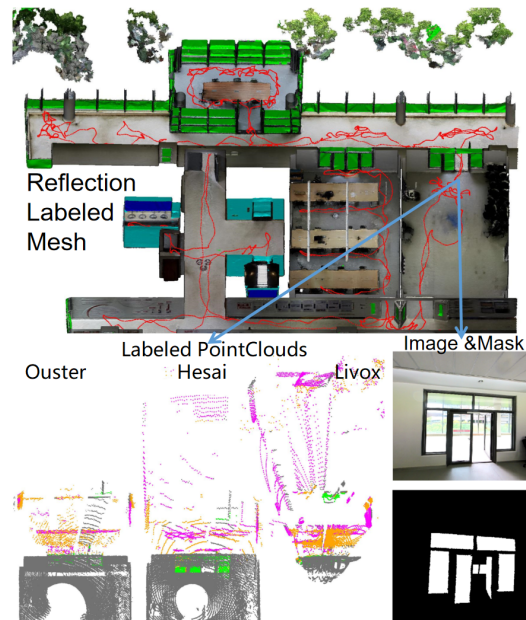 Reflection
Labeled
Mesh
Labeled PointClouds
Image &Mask
Ouster
Hesai
Livox